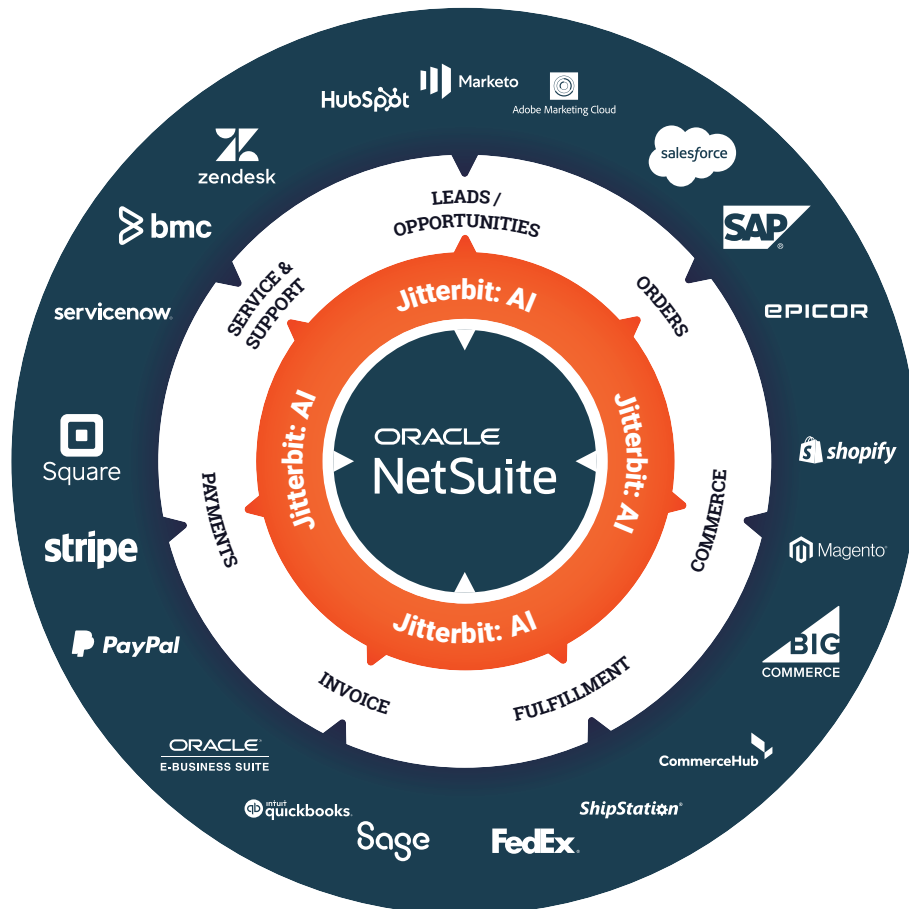 HubSpot
Marketo
Adobe Marketing Cloud
salesforce
SAP®
EPICOR
shopify
Magento®
BIG
COMMERCE
CommerceHub
ShipStation®
FedEx®
Sage
intuit
qb quickbooks.
ORACLE®
E-BUSINESS SUITE
PayPal
stripe
Square
servicenow®
bmc
zendesk
LEADS /
OPPORTUNITIES
ORDERS
COMMERCE
FULFILLMENT
INVOICE
PAYMENTS
SERVICE &
SUPPORT
Jitterbit: AI
Jitterbit: AI
Jitterbit: AI
Jitterbit: AI
ORACLE
NetSuite